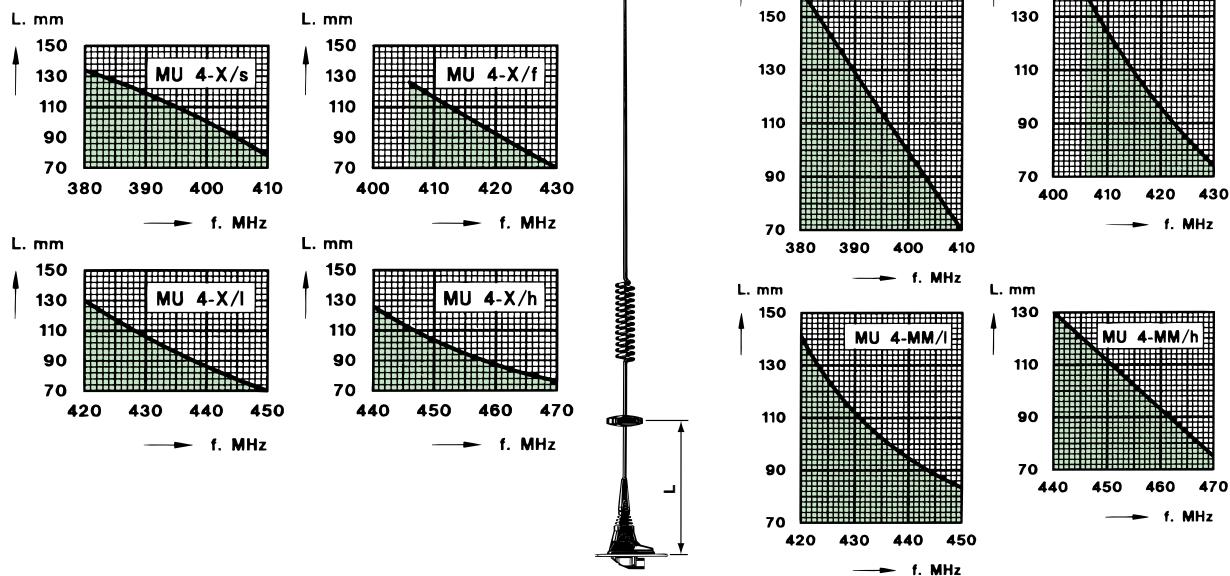 L. mm
150
130
110
90
70
MU 4-X/s
380 390 400 410
f. MHz
L. mm
150
130
110
90
70
MU 4-X/f
400 410 420 430
f. MHz
L. mm
150
130
110
90
70
MU 4-X/l
420 430 440 450
f. MHz
L. mm
150
130
110
90
70
MU 4-X/h
440 450 460 470
f. MHz
L
150
130
110
90
70
380 390 400 410
f. MHz
130
110
90
70
400 410 420 430
f. MHz
L. mm
150
130
110
90
70
MU 4-MM/l
420 430 440 450
f. MHz
L. mm
130
110
90
70
MU 4-MM/h
440 450 460 470
f. MHz